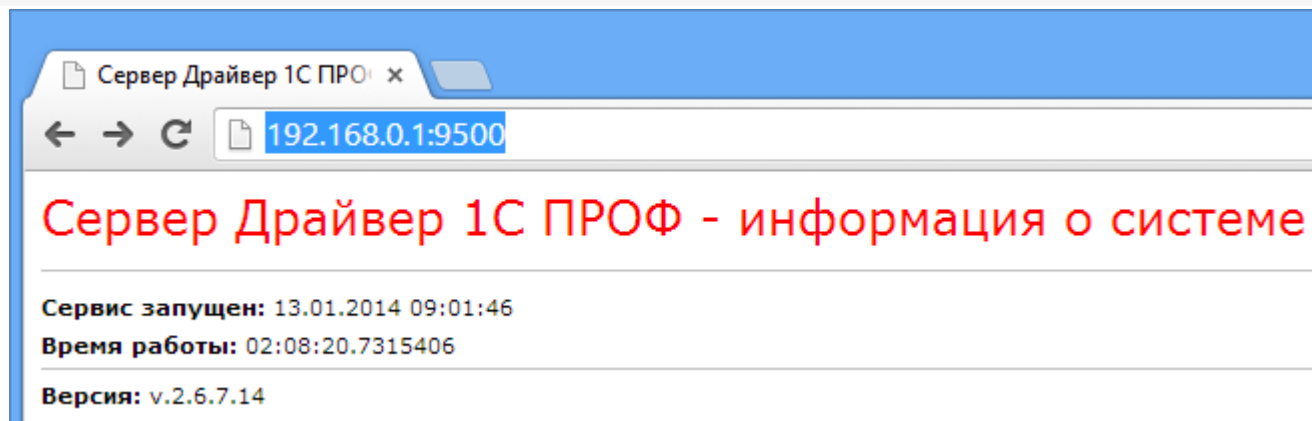 Сервер Драйвер 1С ПРО
192.168.0.1:9500
Сервер Драйвер 1С ПРОФ - информация о системе
Сервис запущен: 13.01.2014 09:01:46
Время работы: 02:08:20.7315406
Версия: v.2.6.7.14